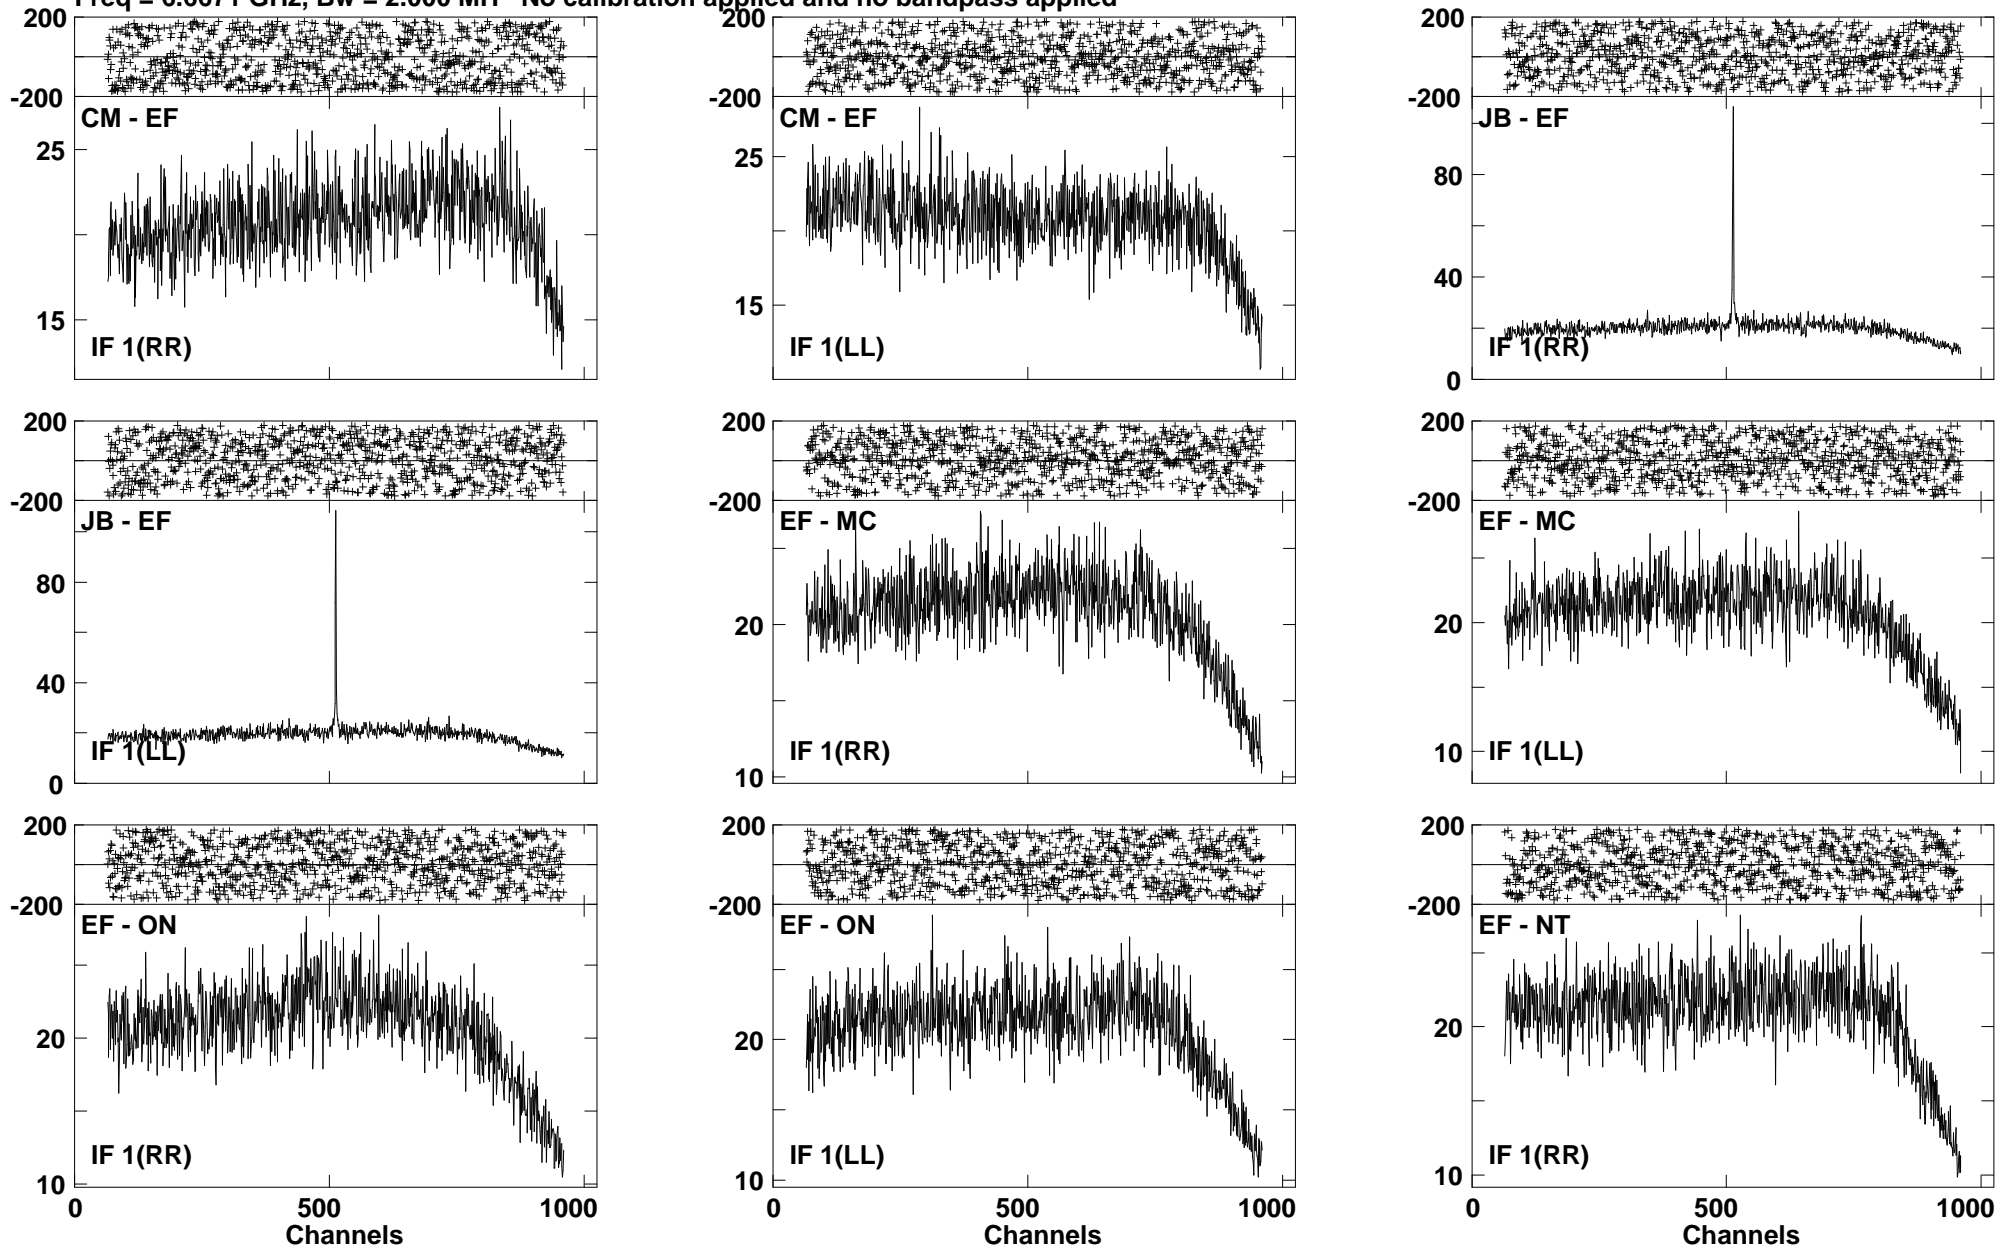 No calibration applied and no bandpass applied
200 200 200
-200 -200 -200
CM - EF CM - EF JB - EF
25 25 80
40
15 15
IF 1(RR) IF 1(LL) IF 1(RR)
0
200 200 200
-200 -200 -200
JB - EF EF - MC EF - MC
80 20 20
40
IF 1(LL) IF 1(RR) IF 1(LL)
0 10 10
200 200 200
-200 -200 -200
EF - ON EF - ON EF - NT
20 20 20
IF 1(RR) IF 1(LL) IF 1(RR)
10 10 10
0 500 1000 0 500 1000 0 500 1000
Channels Channels Channels